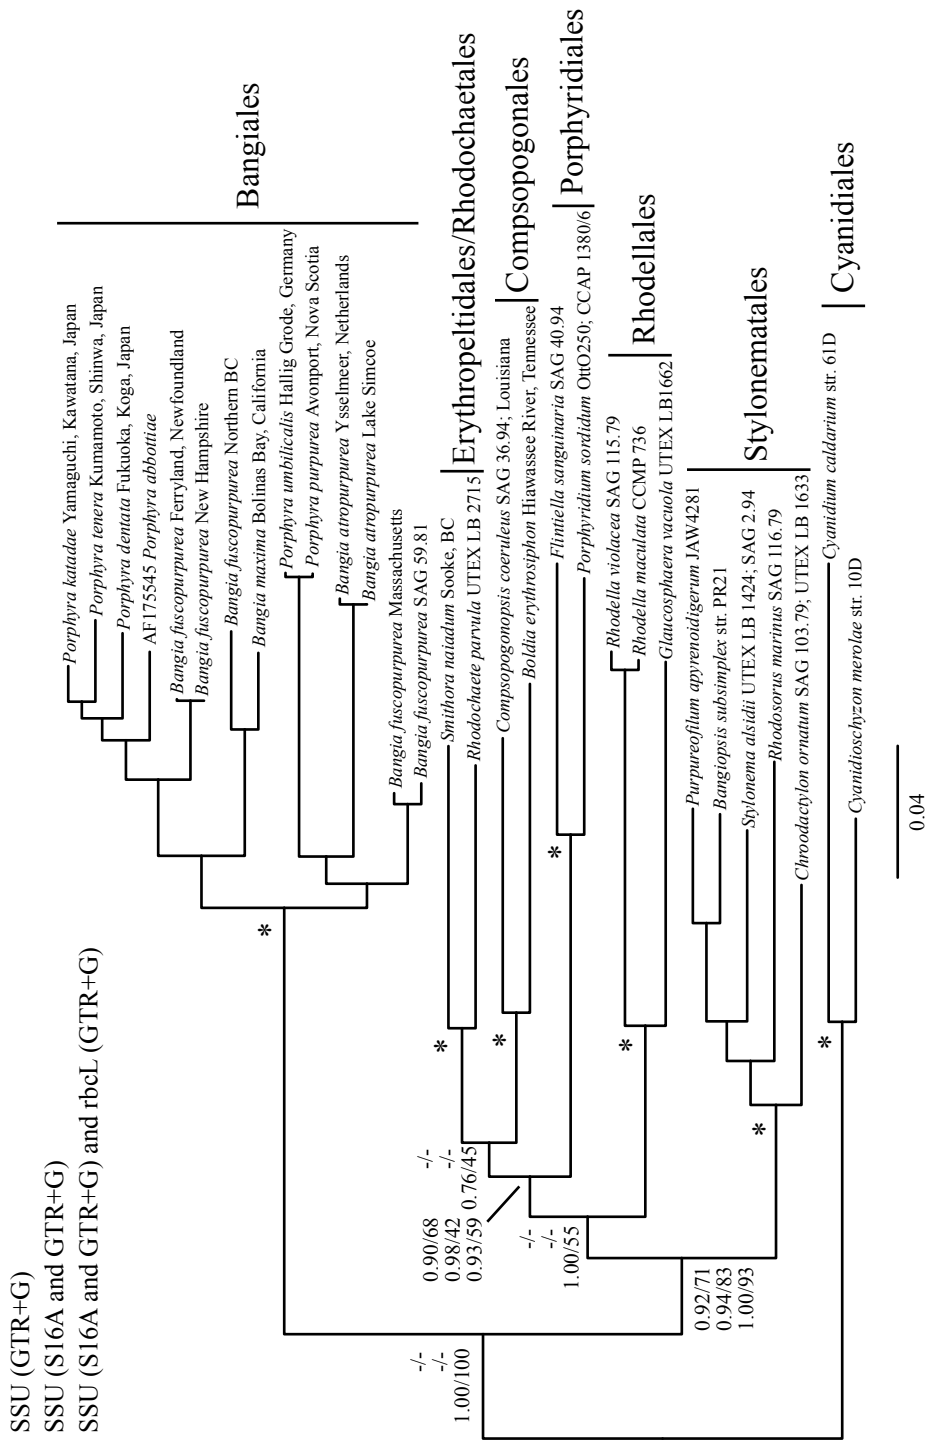 SSU (GTR+G)
SSU (S16A and GTR+G)
SSU (S16A and GTR+G) and rbcL (GTR+G)
Porphyra katadae Yamaguchi, Kawatana, Japan
Porphyra tenera Kumamoto, Shinwa, Japan
Porphyra dentata Fukuoka, Koga, Japan
AF175545 Porphyra abbottiae
Bangia fuscopurpurea Ferryland, Newfoundland
Bangia fuscopurpurea New Hampshire
Bangia fuscopurpurea Northern BC
Bangia maxima Bolinas Bay, California
Porphyra umbilicalis Hallig Grode, Germany
Porphyra purpurea Avonport, Nova Scotia
Bangia atropurpurea Ysselmeer, Netherlands
Bangia atropurpurea Lake Simcoe
Bangia fuscopurpurea Massachusetts
Bangia fuscopurpurea SAG 59.81
Bangiales
*
Smithora naiadum Sooke, BC
Rhodochaete parvula UTEX LB 2715
Erythropeltidales/Rhodochaetales
*
Compsopogonopsis coeruleus SAG 36.94; Louisiana
Boldia erythrosiphon Hiawasse River, Tennessee
Compsopogonales
*
Flintiella sanguinaria SAG 40.94
Porphyridium sordidum OttO250; CCAP 1380/6
Porphyridiales
*
Rhodella violacea SAG 115.79
Rhodella maculata CCMP 736
Glaucosphaera vacuola UTEX LB1662
Rhodellales
*
Purpureofilum apyrenoidigerum JAW4281
Bangiopsis subsimplex str. PR21
Stylonema alsidii UTEX LB 1424; SAG 2.94
Rhodosorus marinus SAG 116.79
Chroodactylon ornatum SAG 103.79; UTEX LB 1633
Stylonematales
*
Cyanidium caldarium str. 61D
Cyanidioschyzon merolae str. 10D
Cyanidiales
*
-/-
-/-
0.76/45
0.90/68
0.98/42
0.93/59
-/-
-/-
1.00/55
0.92/71
0.94/83
1.00/93
-/-
-/-
1.00/100
0.04